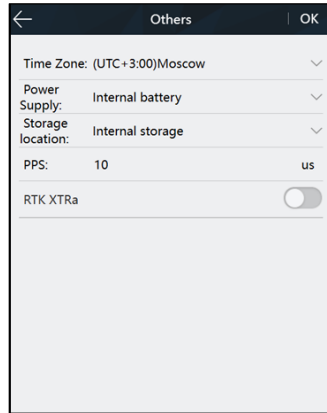 Others
OK
Time Zone: (UTC+3:00)Moscow
Power
Supply:
Internal battery
Storage
location:
Internal storage
PPS: 10 us
RTK XTRa